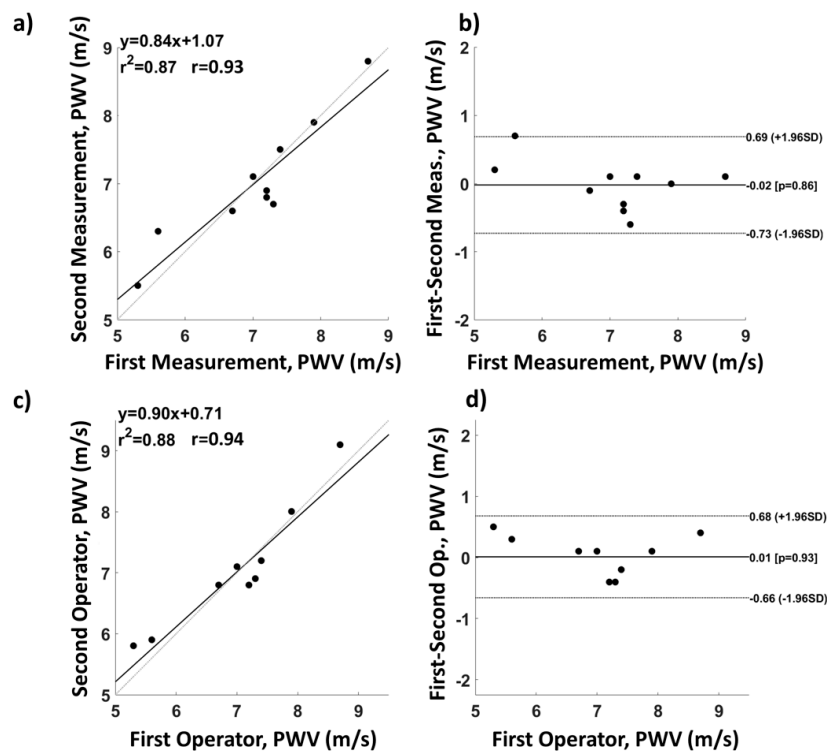 a)
y=0.84x+1.07
r²=0.87 r=0.93
9
8
7
6
5
5 6 7 8 9
Second Measurement, PWV (m/s)
First Measurement, PWV (m/s)
b)
2
1
0
-1
-2
5 6 7 8 9
First-Second Meas., PWV (m/s)
First Measurement, PWV (m/s)
0.69 (+1.96SD)
-0.02 [p=0.86]
-0.73 (-1.96SD)
c)
y=0.90x+0.71
r²=0.88 r=0.94
9
8
7
6
5
5 6 7 8 9
Second Operator, PWV (m/s)
First Operator, PWV (m/s)
d)
2
1
0
-1
-2
5 6 7 8 9
First-Second Op., PWV (m/s)
First Operator, PWV (m/s)
0.68 (+1.96SD)
0.01 [p=0.93]
-0.66 (-1.96SD)